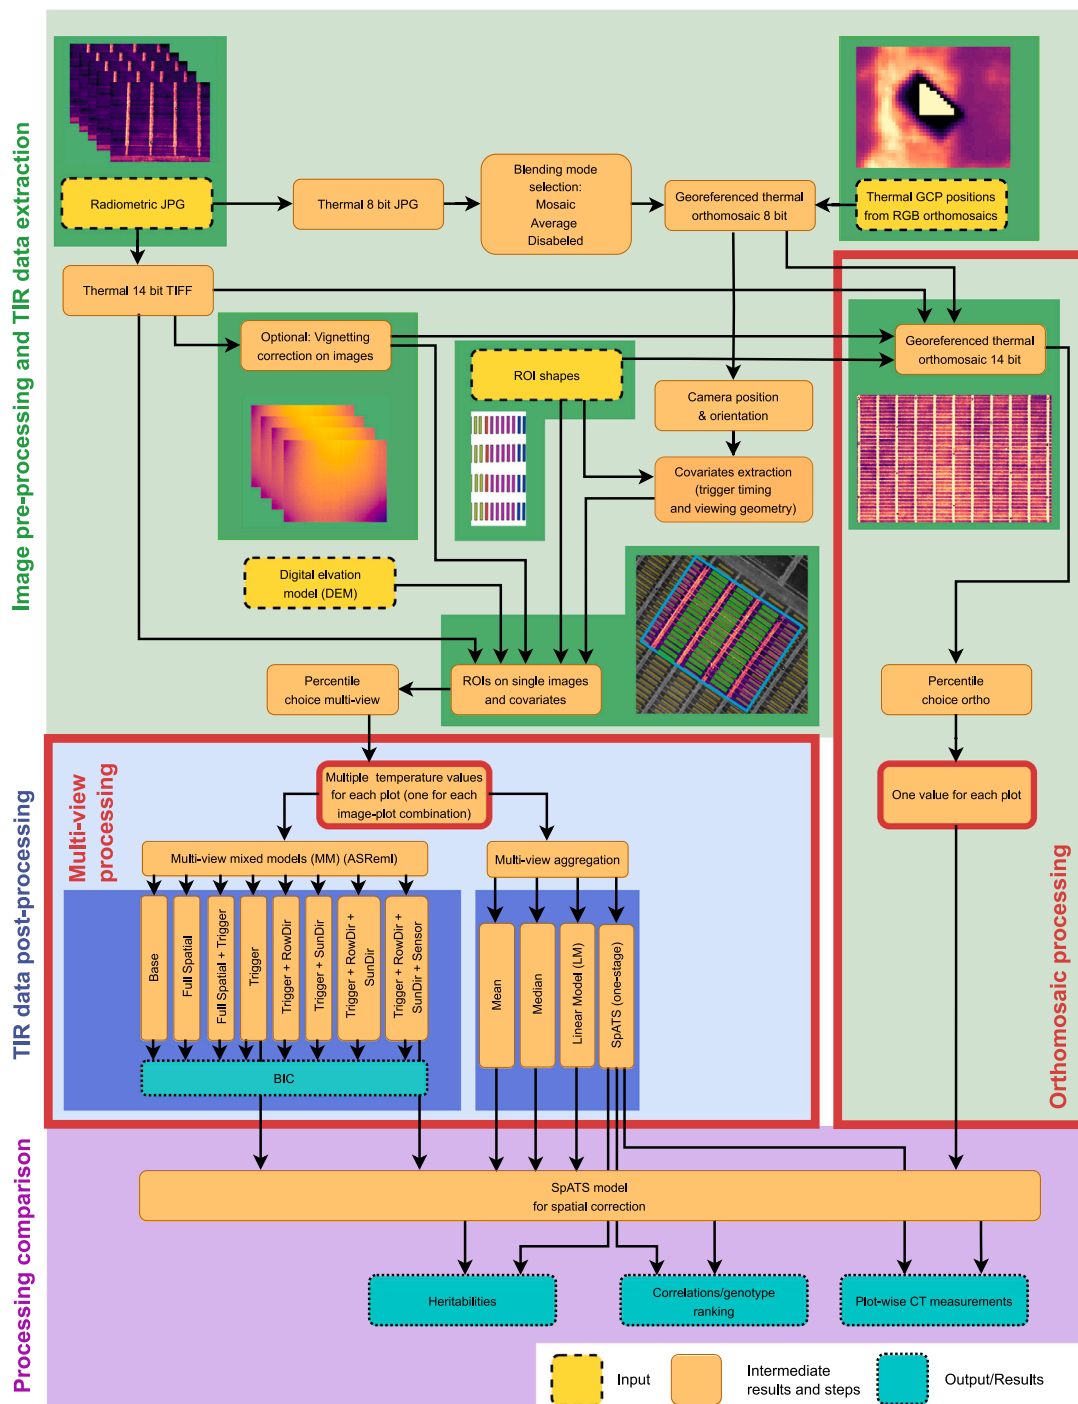 Image pre-processing and TIR data extraction
Radiometric JPG
Thermal 8 bit JPG
Blending mode
selection:
Mosaic
Average
Disabeled
Georeferenced thermal
orthomosaic 8 bit
Thermal GCP positions
from RGB orthomosaics
Thermal 14 bit TIFF
Optional: Vignetting
correction on images
ROI shapes
Georeferenced thermal
orthomosaic 14 bit
Camera position
& orientation
Covariates extraction
(trigger timing
and viewing geometry)
Digital elvation
model (DEM)
ROIs on single images
and covariates
Percentile
choice multi-view
Percentile
choice ortho
TIR data post-processing
Multi-view
processing
Multiple temperature values
for each plot (one for each
image-plot combination)
One value for each plot
Orthomosaic processing
Multi-view mixed models (MM) (ASReml)
Multi-view aggregation
Base
Full Spatial
Full Spatial + Trigger
Trigger
Trigger + RowDir
Trigger + SunDir
Trigger + RowDir +
SunDir
Trigger + RowDir +
SunDir + Sensor
Mean
Median
Linear Model (LM)
SpATS (one-stage)
BIC
Processing comparison
SpATS model
for spatial correction
Heritabilities
Correlations/genotype
ranking
Plot-wise CT measurements
Input
Intermediate
results and steps
Output/Results